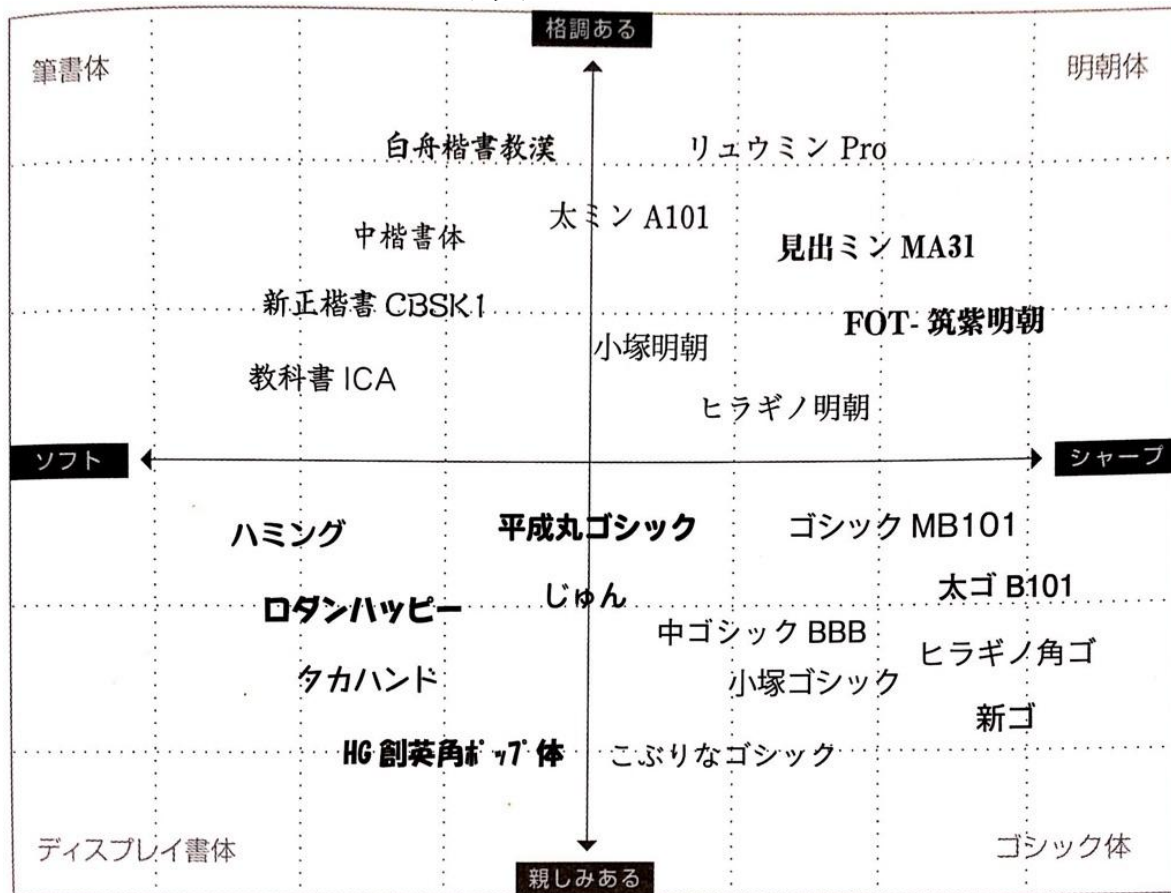 格調ある
筆書体
明朝体
白舟楷書教漢
リュウミン Pro
太ミン A101
中楷書体
見出ミン MA31
新正楷書 CBSK1
FOT- 筑紫明朝
小塚明朝
教科書 ICA
ヒラギノ明朝
ソフト
シャープ
ハミング
平成丸ゴシック
ゴシック MB101
太ゴ B101
じゅん
ロダンハッピー
中ゴシック BBB
ヒラギノ角ゴ
タカハンド
小塚ゴシック
新ゴ
HG 創英角ポップ体
こぶりなゴシック
ディスプレイ書体
ゴシック体
親しみある